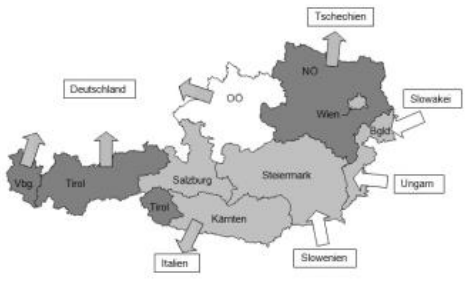 Tschechien
NÖ
Deutschland
OÖ
Wien
Slowakei
Bgld
Vbg
Tirol
Salzburg
Steiermark
Ungarn
Tirol
Kärnten
Italien
Slowenien